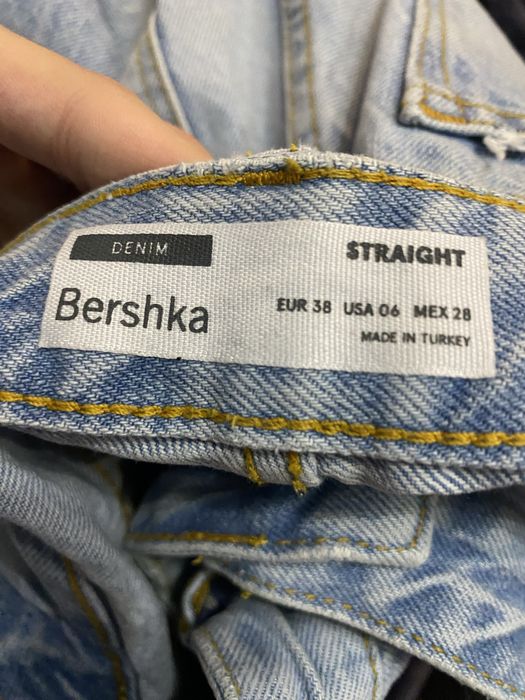 DENIM
STRAIGHT
Bershka
EUR 38 USA 06 MEX 28
MADE IN TURKEY